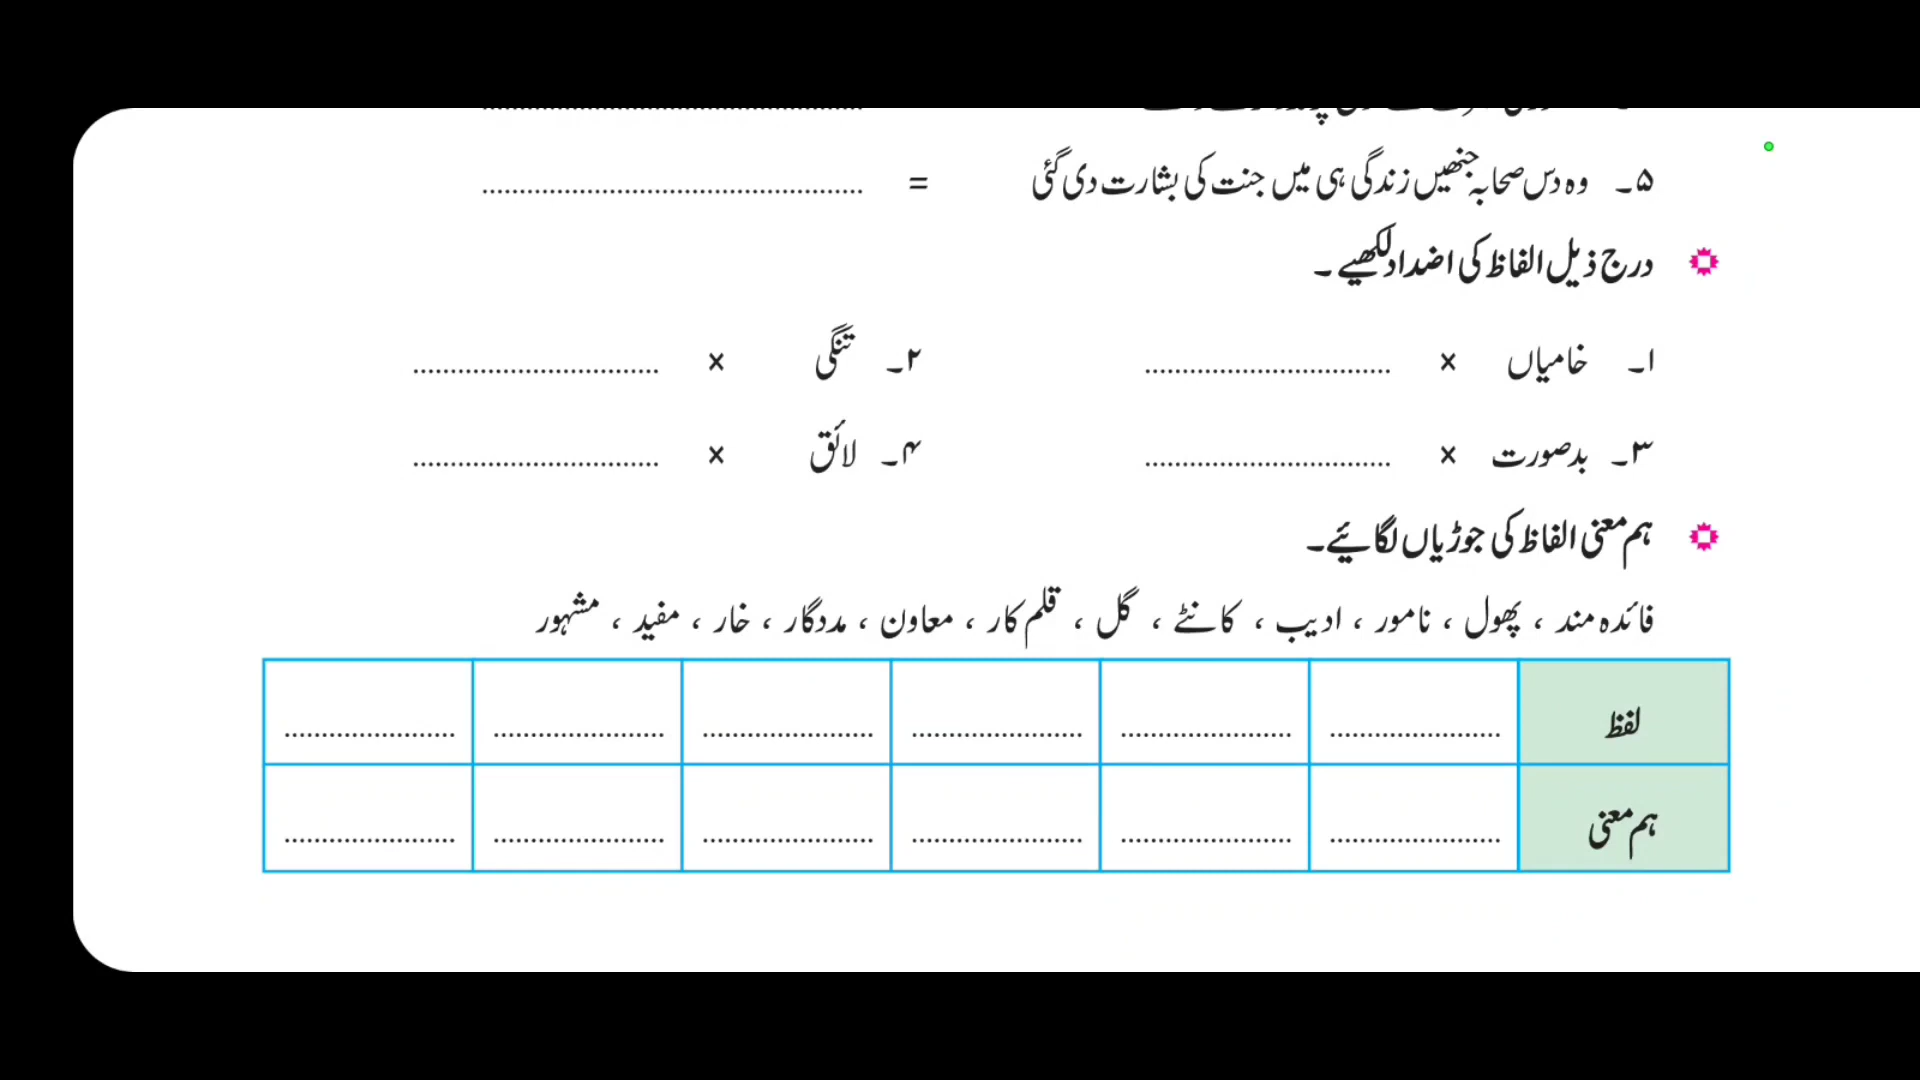 ۵۔ وہ دس صحابہ جنھیں زندگی ہی میں جنت کی بشارت دی گئی = ..................................................
درج ذیل الفاظ کی اضداد لکھیے۔
۱۔ خامیاں × ................................. ۲۔ تنگی × .................................
۳۔ بدصورت × ................................. ۴۔ لائق × .................................
ہم معنی الفاظ کی جوڑیاں لگائیے۔
فائدہ مند ، پھول ، نامور ، ادیب ، کانٹے ، گل ، قلم کار ، معاون ، مددگار ، خار ، مفید ، مشہور
لفظ ....................... ....................... ....................... ....................... ....................... .......................
ہم معنی ....................... ....................... ....................... ....................... ....................... .......................